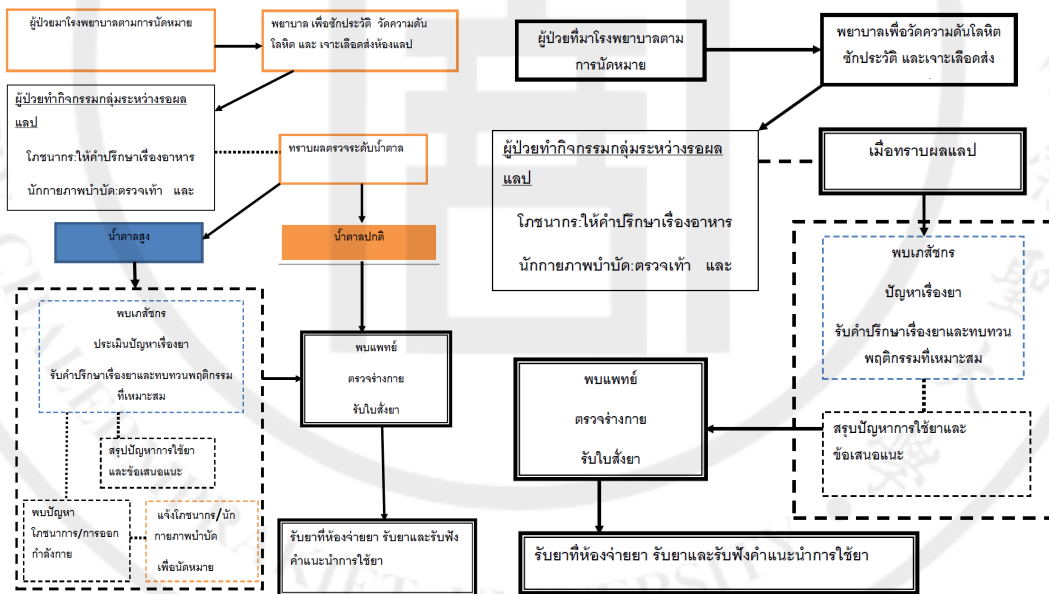 ผู้ป่วยมาโรงพยาบาลตามการนัดหมาย
พยาบาล เพื่อซักประวัติ วัดความดัน
โลหิต และ เจาะเลือดส่งห้องแลป
ผู้ป่วยทำกิจกรรมกลุ่มระหว่างรอผล
แลป
โภชนากร:ให้คำปรึกษาเรื่องอาหาร
นักกายภาพบำบัด:ตรวจเท้า และ
ทราบผลตรวจระดับน้ำตาล
น้ำตาลสูง
น้ำตาลปกติ
พบเภสัชกร
ประเมินปัญหาเรื่องยา
รับคำปรึกษาเรื่องยาและทบทวนพฤติกรรม
ที่เหมาะสม
สรุปปัญหาการใช้ยา
และข้อเสนอแนะ
พบปัญหา
โภชนากร/การออก
กำลังกาย
แจ้งโภชนากร/นัก
กายภาพบำบัด
เพื่อนัดหมาย
พบแพทย์
ตรวจร่างกาย
รับใบสั่งยา
รับยาที่ห้องจ่ายยา รับยาและรับฟัง
คำแนะนำการใช้ยา
ผู้ป่วยที่มาโรงพยาบาลตาม
การนัดหมาย
พยาบาลเพื่อวัดความดันโลหิต
ซักประวัติ และเจาะเลือดส่ง
ผู้ป่วยทำกิจกรรมกลุ่มระหว่างรอผล
แลป
โภชนากร:ให้คำปรึกษาเรื่องอาหาร
นักกายภาพบำบัด:ตรวจเท้า และ
เมื่อทราบผลแลป
พบเภสัชกร
ปัญหาเรื่องยา
รับคำปรึกษาเรื่องยาและทบทวน
พฤติกรรมที่เหมาะสม
สรุปปัญหาการใช้ยาและ
ข้อเสนอแนะ
พบแพทย์
ตรวจร่างกาย
รับใบสั่งยา
รับยาที่ห้องจ่ายยา รับยาและรับฟังคำแนะนำการใช้ยา